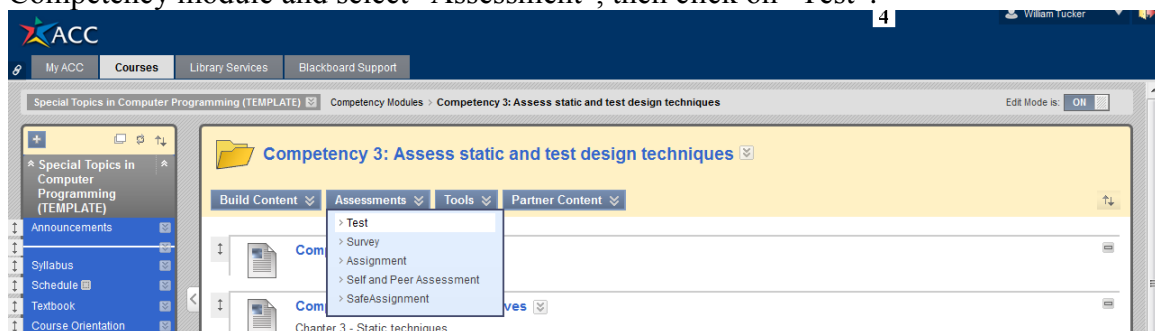 Competency module and select "Assessment", then click on "Test".
4
William Tucker
ACC
My ACC Courses Library Services Blackboard Support
Special Topics in Computer Programming (TEMPLATE) Competency Modules > Competency 3: Assess static and test design techniques Edit Mode is: ON
Special Topics in
Computer
Programming
(TEMPLATE)
Announcements
Syllabus
Schedule
Textbook
Course Orientation
Competency 3: Assess static and test design techniques
Build Content Assessments Tools Partner Content
> Test
> Survey
> Assignment
> Self and Peer Assessment
> SafeAssignment
Com
Com ves
Chapter 3 - Static techniques